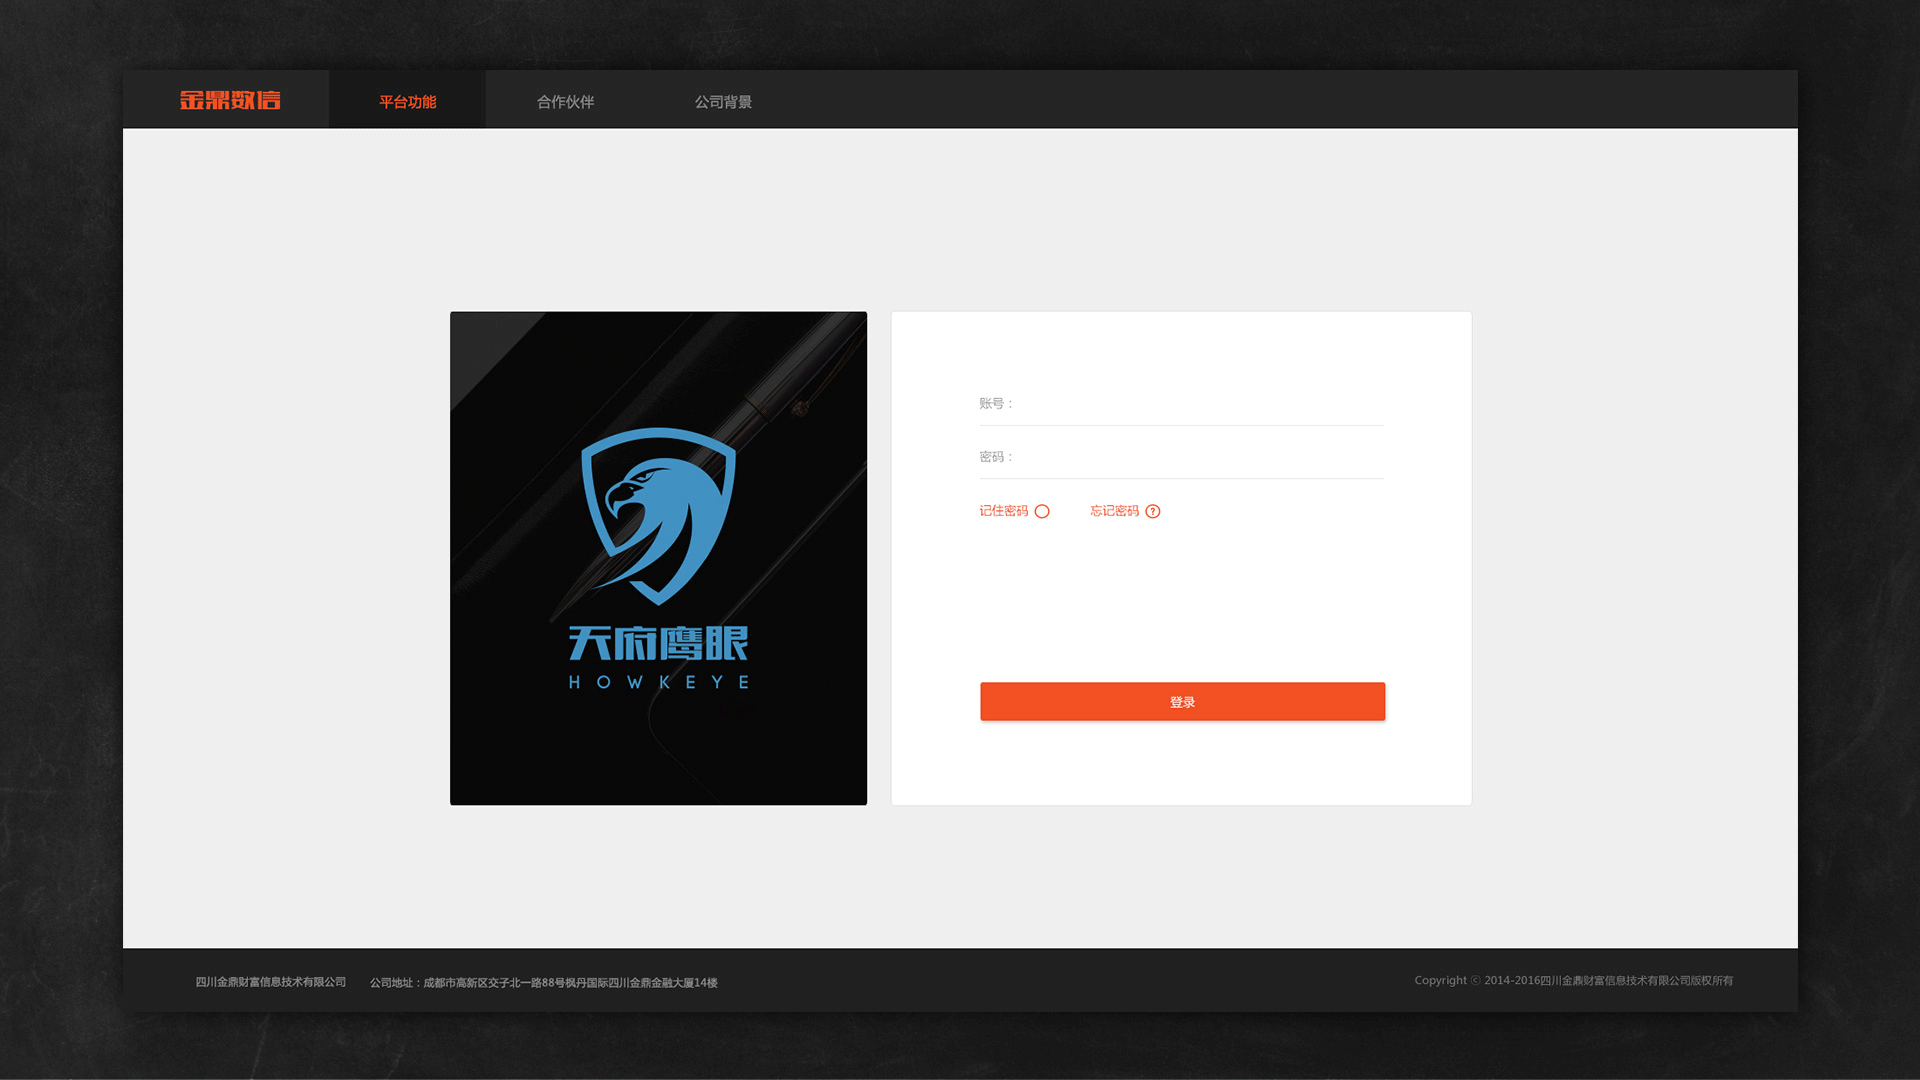 金鼎数信
平台功能
合作伙伴
公司背景
天府鹰眼
HOWKEYE
账号：
密码：
记住密码
忘记密码 ?
登录
四川金鼎财富信息技术有限公司
公司地址：成都市高新区交子北一路88号枫丹国际四川金鼎金融大厦14楼
Copyright © 2014-2016四川金鼎财富信息技术有限公司版权所有